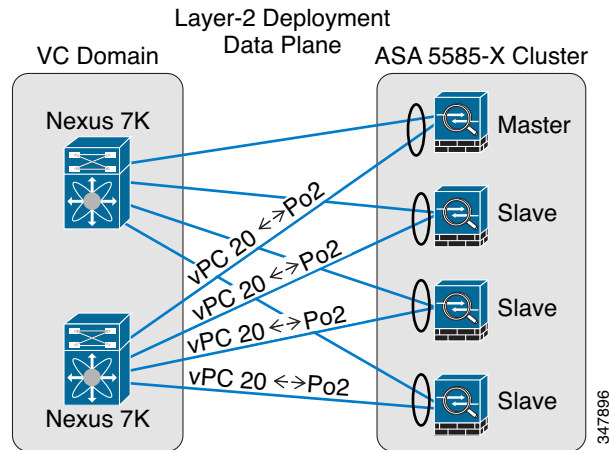 Layer-2 Deployment
Data Plane
VC Domain
ASA 5585-X Cluster
Nexus 7K
Master
Slave
Slave
Slave
vPC 20 <-->Po2
vPC 20 <-->Po2
vPC 20 <-->Po2
vPC 20 <-->Po2
Nexus 7K
347896